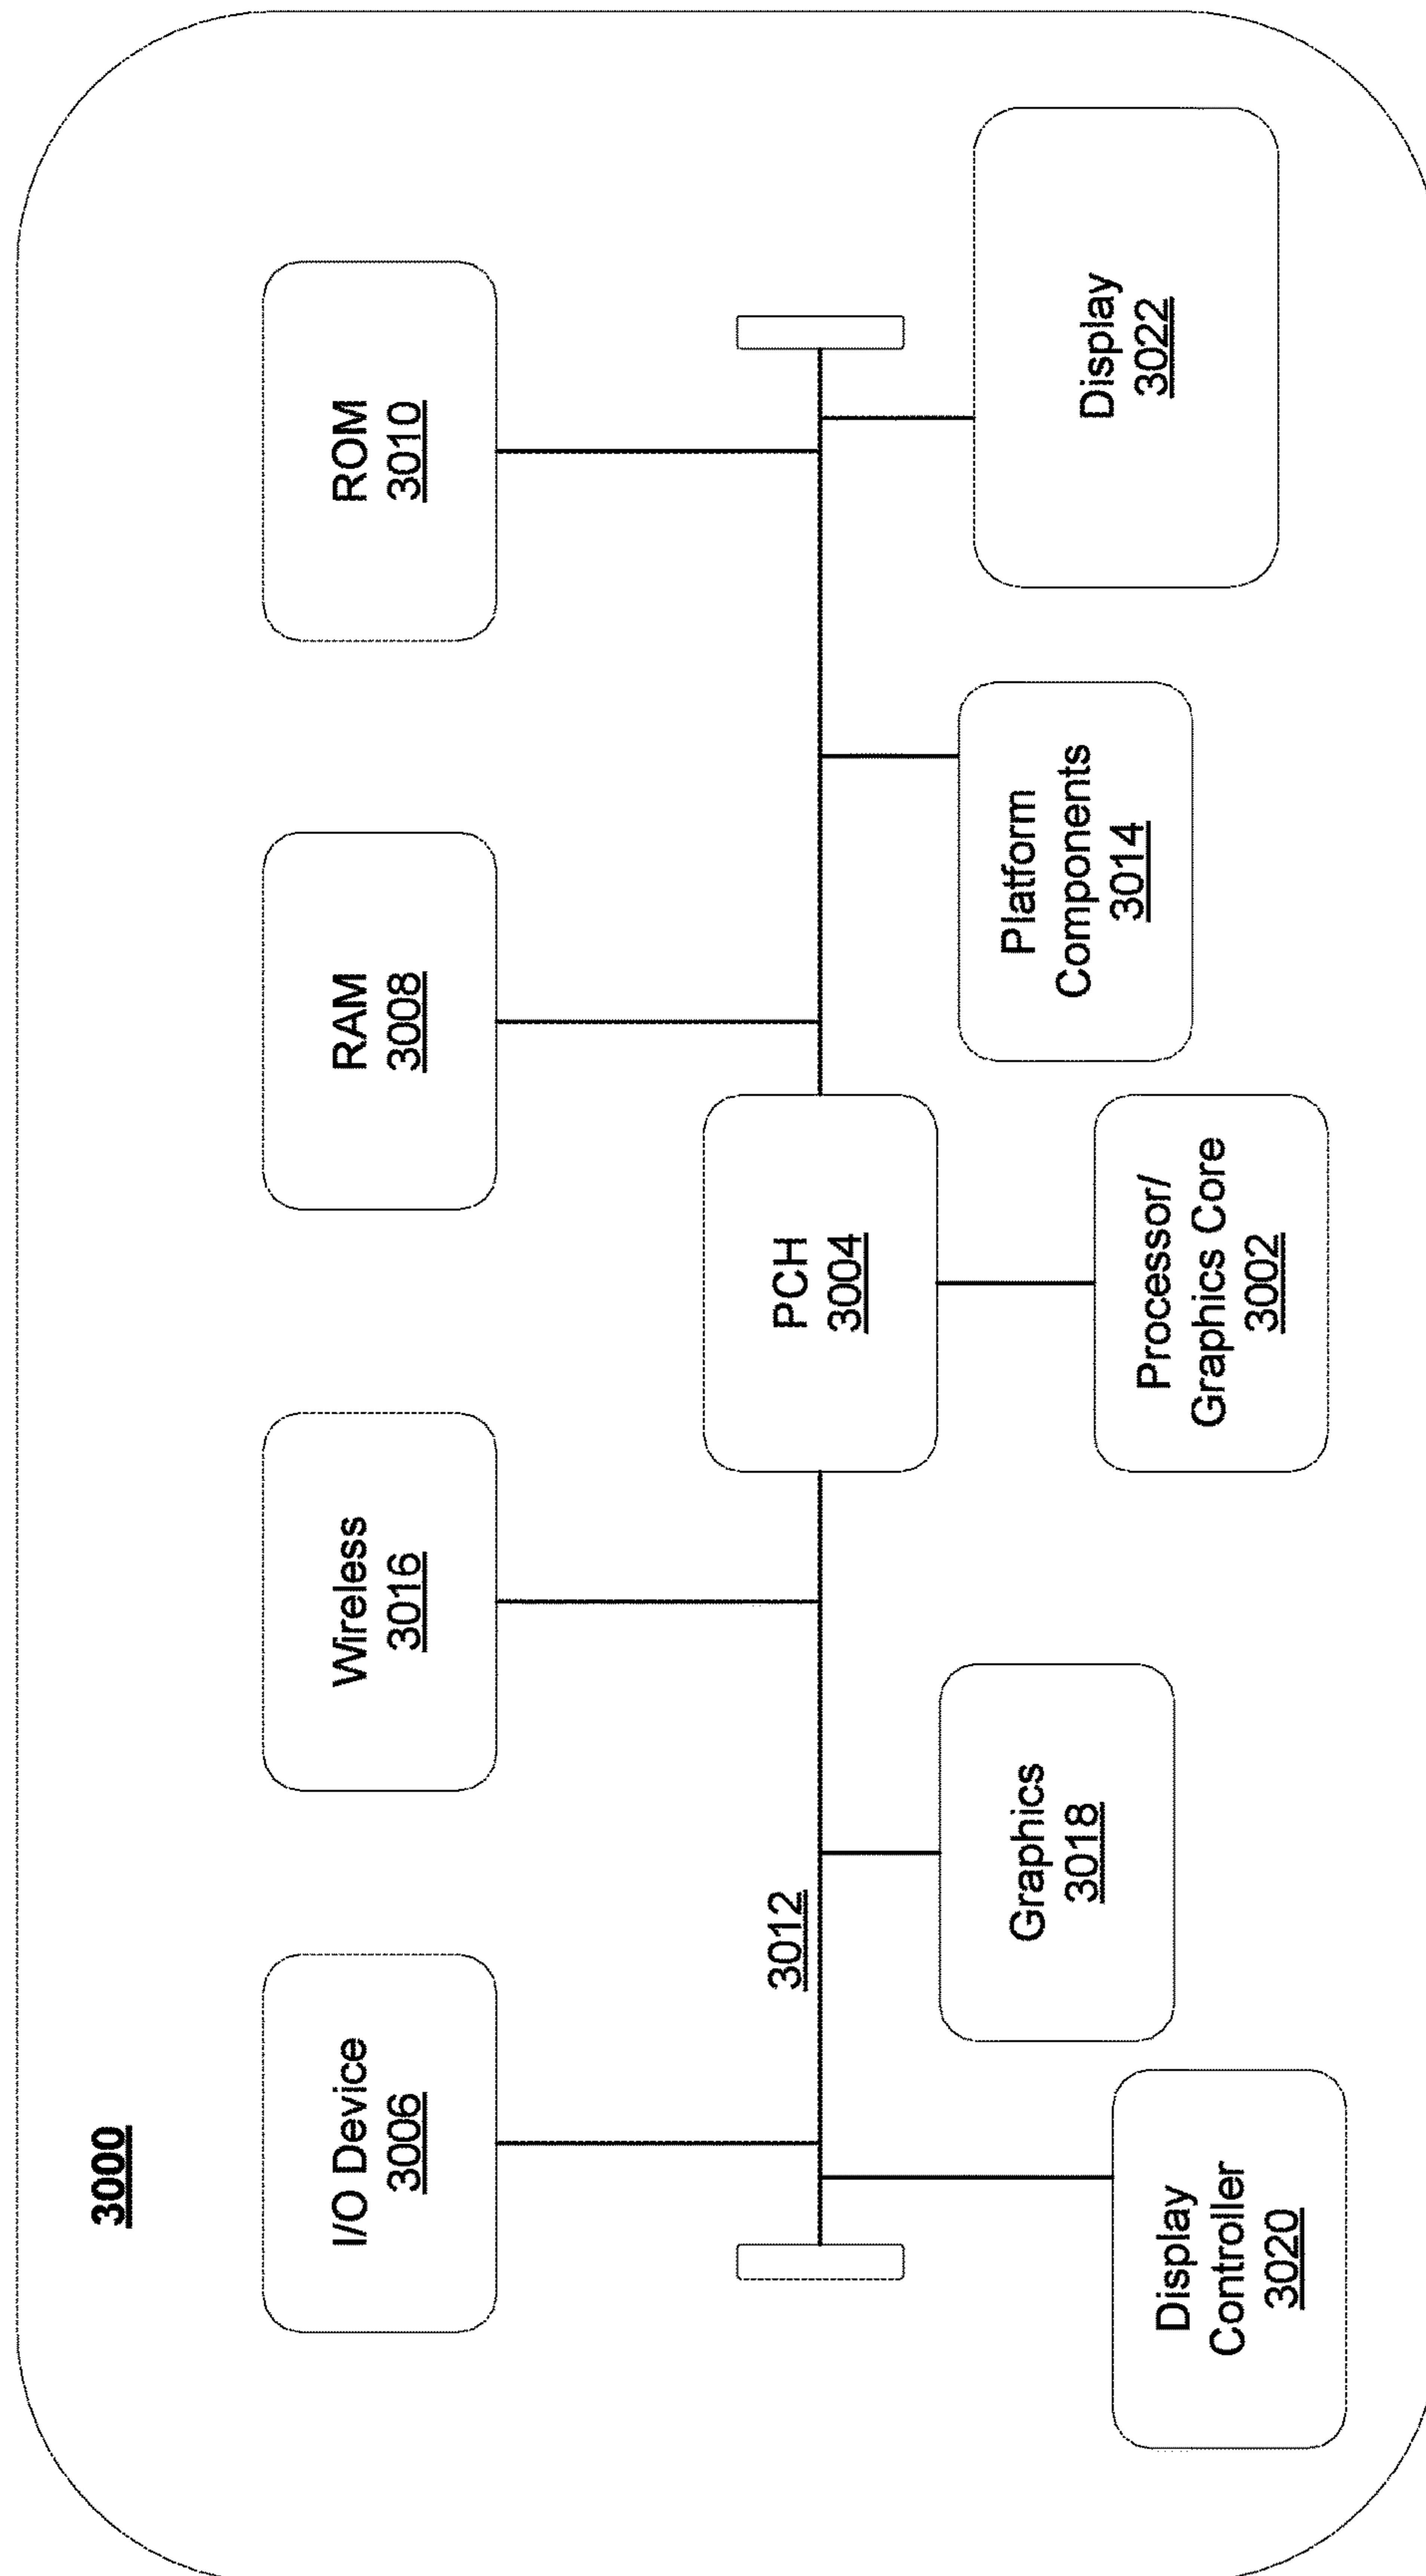 3000
I/O Device
3006
Wireless
3016
RAM
3008
ROM
3010
3012
PCH
3004
Graphics
3018
Platform
Components
3014
Display
3022
Display
Controller
3020
Processor/
Graphics Core
3002